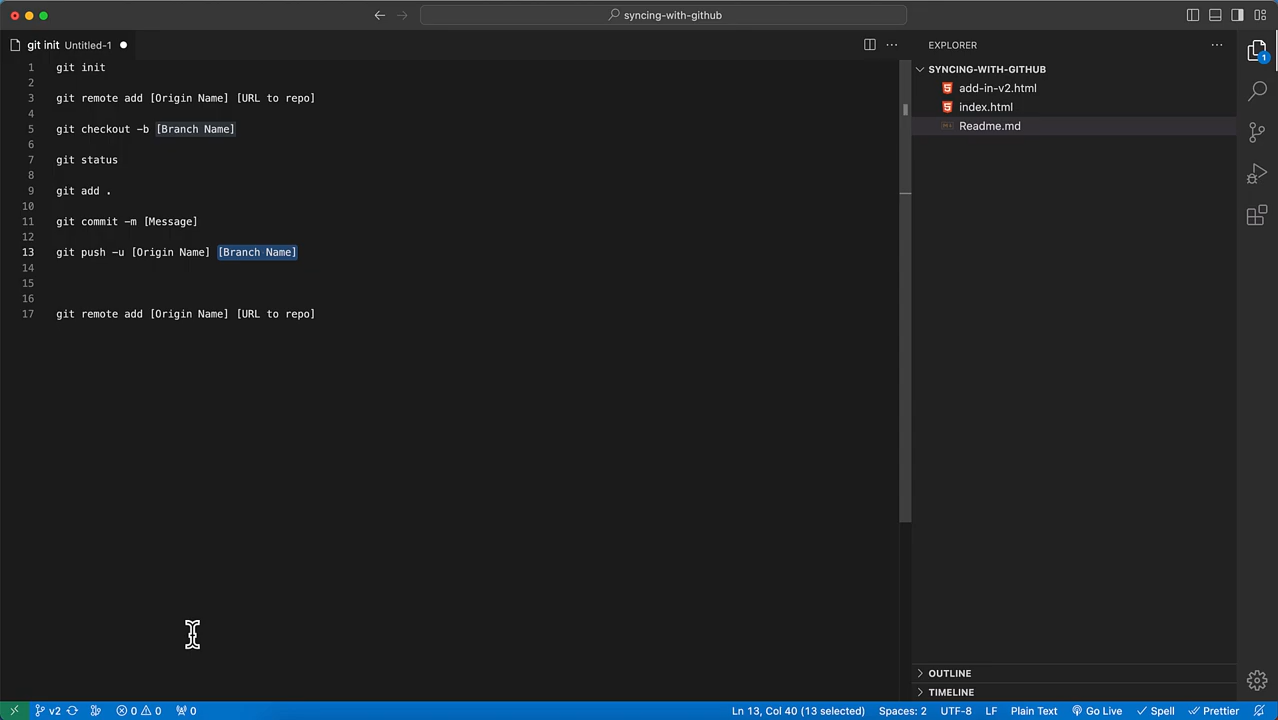 syncing-with-github
git init Untitled-1
EXPLORER
1 git init
2
3 git remote add [Origin Name] [URL to repo]
4
5 git checkout -b [Branch Name]
6
7 git status
8
9 git add .
10
11 git commit -m [Message]
12
13 git push -u [Origin Name] [Branch Name]
14
15
16
17 git remote add [Origin Name] [URL to repo]
SYNCING-WITH-GITHUB
add-in-v2.html
index.html
Readme.md
1
OUTLINE
TIMELINE
v2 0 0 0 Ln 13, Col 40 (13 selected) Spaces: 2 UTF-8 LF Plain Text Go Live Spell Prettier